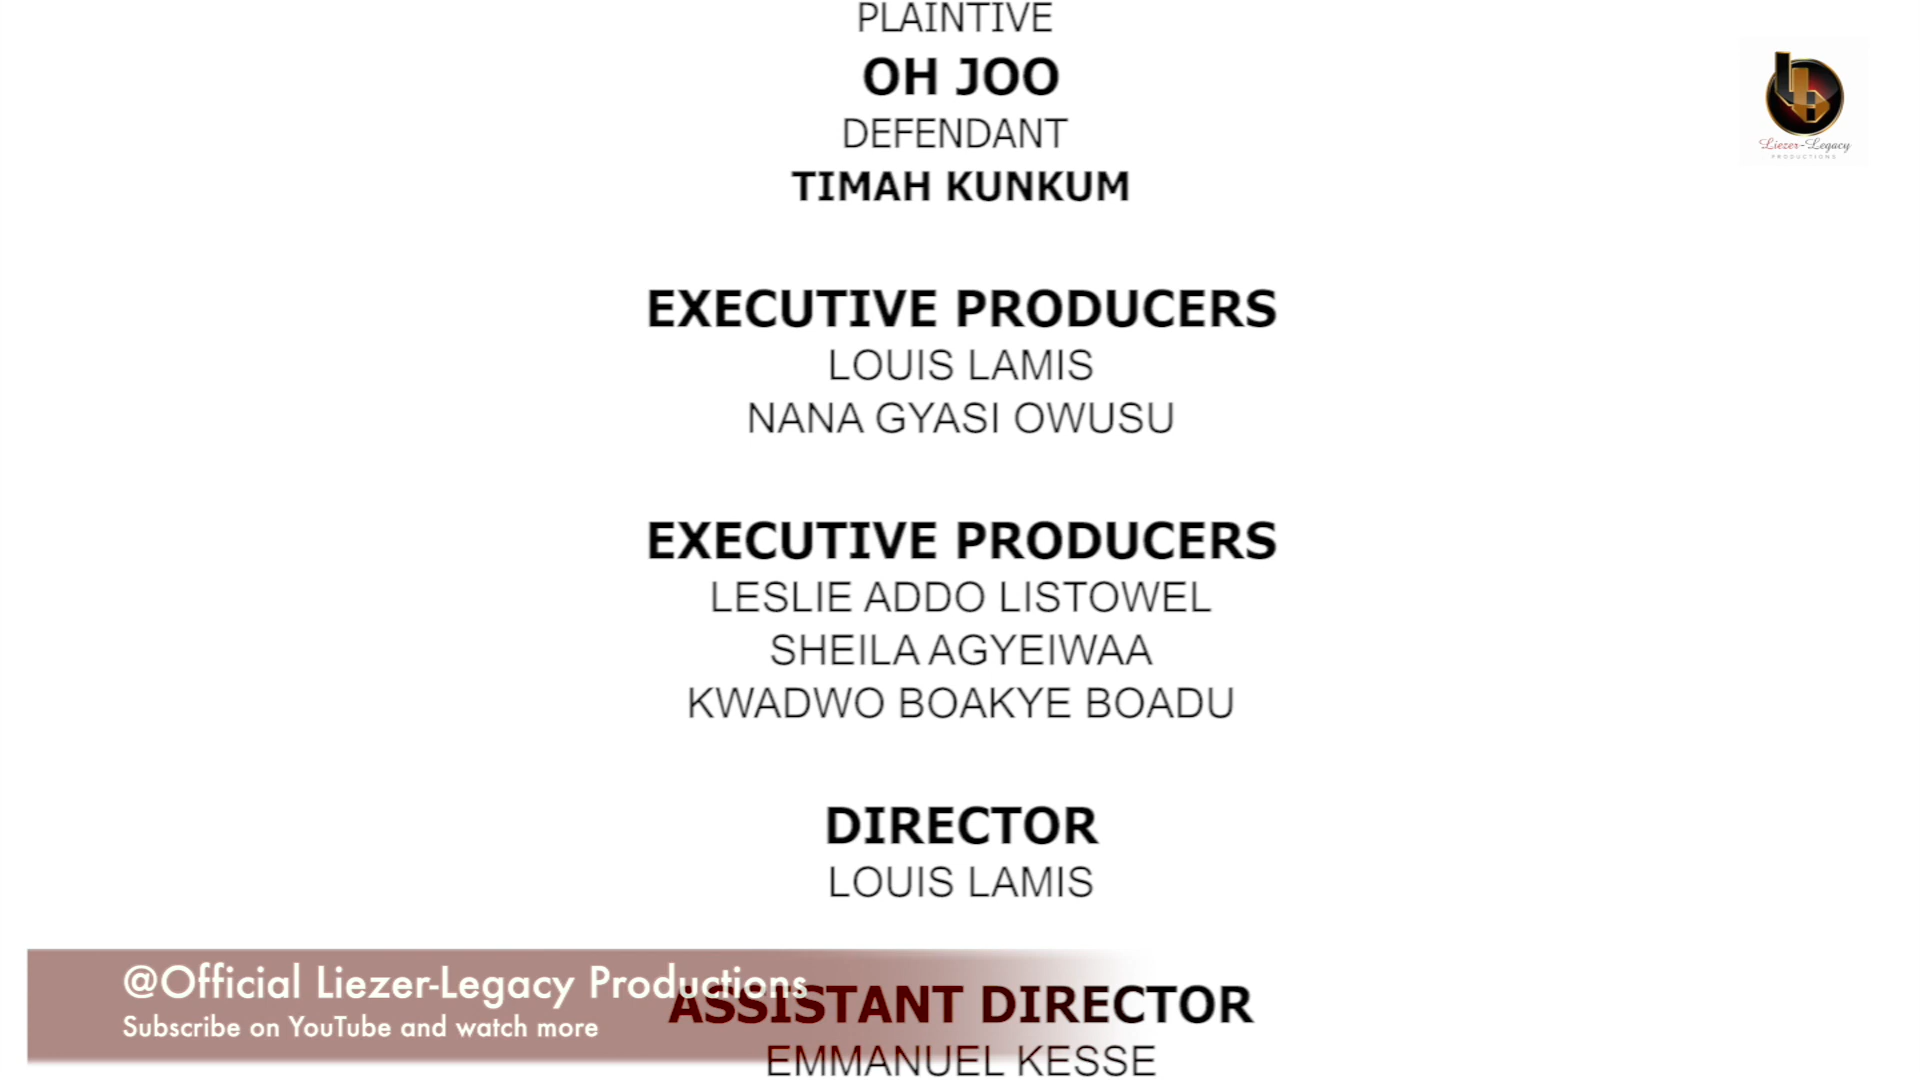 PLAINTIVE
OH JOO
DEFENDANT
TIMAH KUNKUM
EXECUTIVE PRODUCERS
LOUIS LAMIS
NANA GYASI OWUSU
EXECUTIVE PRODUCERS
LESLIE ADDO LISTOWEL
SHEILA AGYEIWAA
KWADWO BOAKYE BOADU
DIRECTOR
LOUIS LAMIS
ASSISTANT DIRECTOR
EMMANUEL KESSE
@Official Liezer-Legacy Productions
Subscribe on YouTube and watch more
Liezer-Legacy
PRODUCTIONS